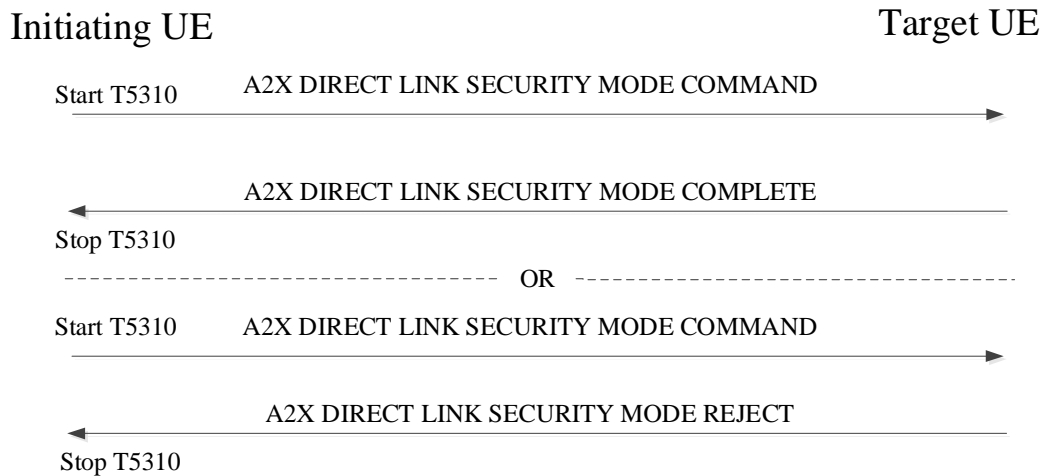 Initiating UE
Target UE
Start T5310
A2X DIRECT LINK SECURITY MODE COMMAND
A2X DIRECT LINK SECURITY MODE COMPLETE
Stop T5310
OR
Start T5310
A2X DIRECT LINK SECURITY MODE COMMAND
A2X DIRECT LINK SECURITY MODE REJECT
Stop T5310